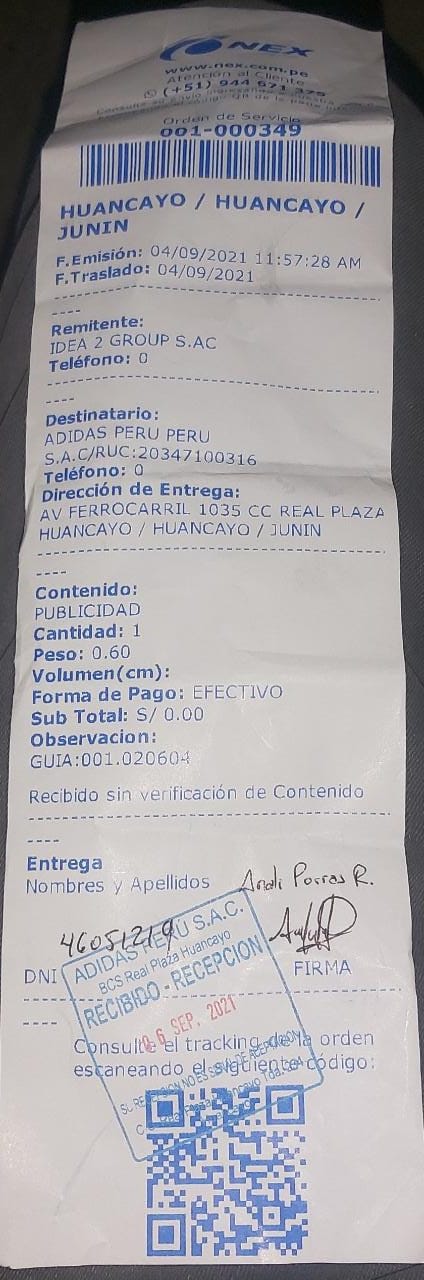 NEX
www.nex.com.pe
Atención al Cliente
(+51) 944 671 375
Orden de Servicio
001-000349
HUANCAYO / HUANCAYO /
JUNIN
F.Emisión: 04/09/2021 11:57:28 AM
F.Traslado: 04/09/2021
----
Remitente:
IDEA 2 GROUP S.AC
Teléfono: 0
----
Destinatario:
ADIDAS PERU PERU
S.A.C/RUC:20347100316
Teléfono: 0
Dirección de Entrega:
AV FERROCARRIL 1035 CC REAL PLAZA
HUANCAYO / HUANCAYO / JUNIN
----
Contenido:
PUBLICIDAD
Cantidad: 1
Peso: 0.60
Volumen(cm):
Forma de Pago: EFECTIVO
Sub Total: S/ 0.00
Observacion:
GUIA:001.020604
Recibido sin verificación de Contenido
----
Entrega
Nombres y Apellidos Andi Porras R.
DNI 46051219
FIRMA
ADIDAS PERU S.A.C.
BCS Real Plaza Huancayo
RECIBIDO - RECEPCION
06 SEP. 2021
----
Consulte el tracking de la orden
escaneando el siguiente código: